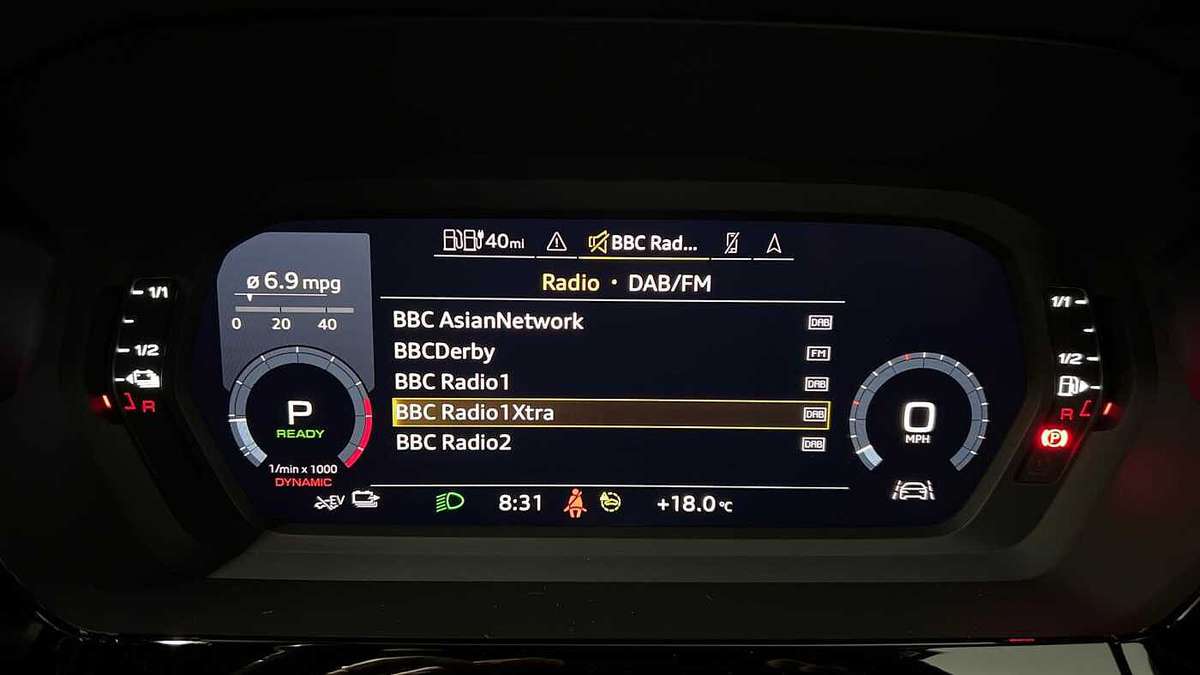 40mi BBC Rad...
Radio • DAB/FM
ø 6.9 mpg
0 20 40
BBC AsianNetwork DAB
BBCDerby FM
BBC Radio1 DAB
BBC Radio1Xtra DAB
BBC Radio2 DAB
1/1
1/2
R
P
READY
1/min x 1000
DYNAMIC
0
MPH
1/1
1/2
R
P
EV 8:31 +18.0°C